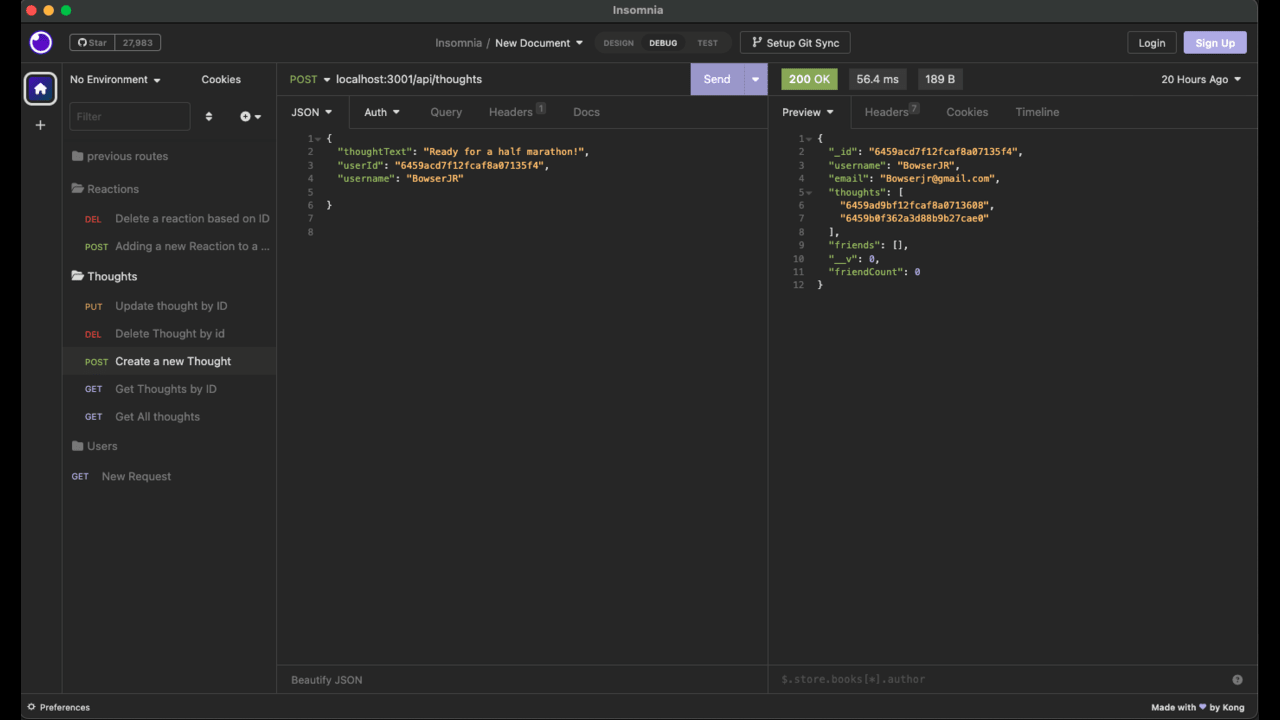 Insomnia
Star 27,983
Insomnia / New Document
DESIGN DEBUG TEST
Setup Git Sync
Login Sign Up
No Environment Cookies
POST localhost:3001/api/thoughts
Send
200 OK 56.4 ms 189 B
20 Hours Ago
Filter
JSON Auth Query Headers 1 Docs
Preview Headers 7 Cookies Timeline
previous routes
Reactions
DEL Delete a reaction based on ID
POST Adding a new Reaction to a ...
Thoughts
PUT Update thought by ID
DEL Delete Thought by id
POST Create a new Thought
GET Get Thoughts by ID
GET Get All thoughts
Users
GET New Request
1 {
2 "thoughtText": "Ready for a half marathon!",
3 "userId": "6459acd7f12fcaf8a07135f4",
4 "username": "BowserJR"
5
6 }
7
8
1 {
2 "_id": "6459acd7f12fcaf8a07135f4",
3 "username": "BowserJR",
4 "email": "Bowserjr@gmail.com",
5 "thoughts": [
6 "6459ad9bf12fcaf8a0713608",
7 "6459b0f362a3d88b9b27cae0"
8 ],
9 "friends": [],
10 "__v": 0,
11 "friendCount": 0
12 }
Beautify JSON
$.store.books[*].author
?
Preferences
Made with ♥ by Kong